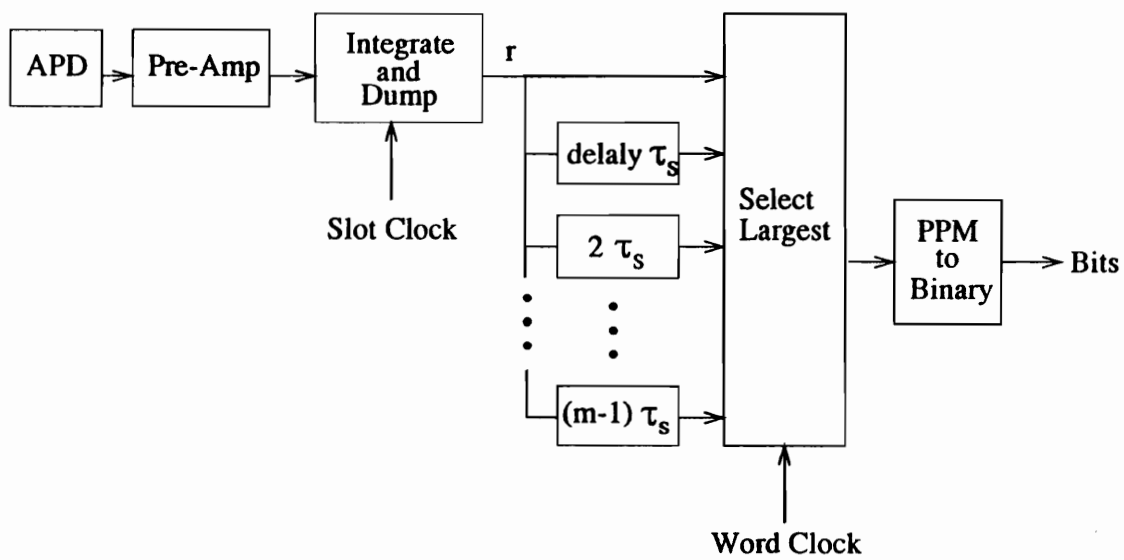 APD
Pre-Amp
Integrate
and
Dump
r
delaly τs
Slot Clock
2 τs
Select
Largest
PPM
to
Binary
Bits
(m-1) τs
Word Clock